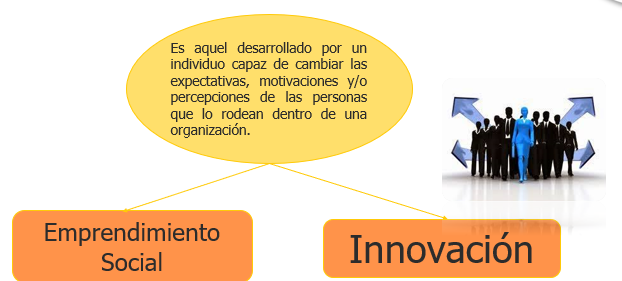 Es aquel desarrollado por un
individuo capaz de cambiar las
expectativas, motivaciones y/o
percepciones de las personas
que lo rodean dentro de una
organización.
Emprendimiento
Social
Innovación